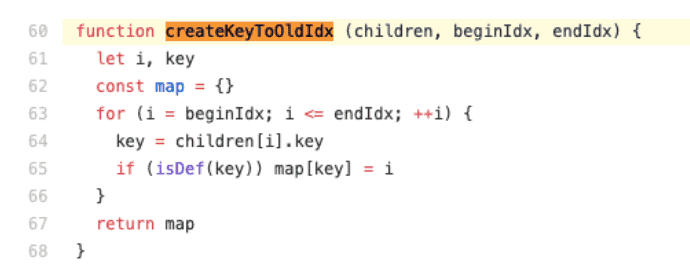 60 function createKeyToOldIdx (children, beginIdx, endIdx) {
61   let i, key
62   const map = {}
63   for (i = beginIdx; i <= endIdx; ++i) {
64     key = children[i].key
65     if (isDef(key)) map[key] = i
66   }
67   return map
68 }